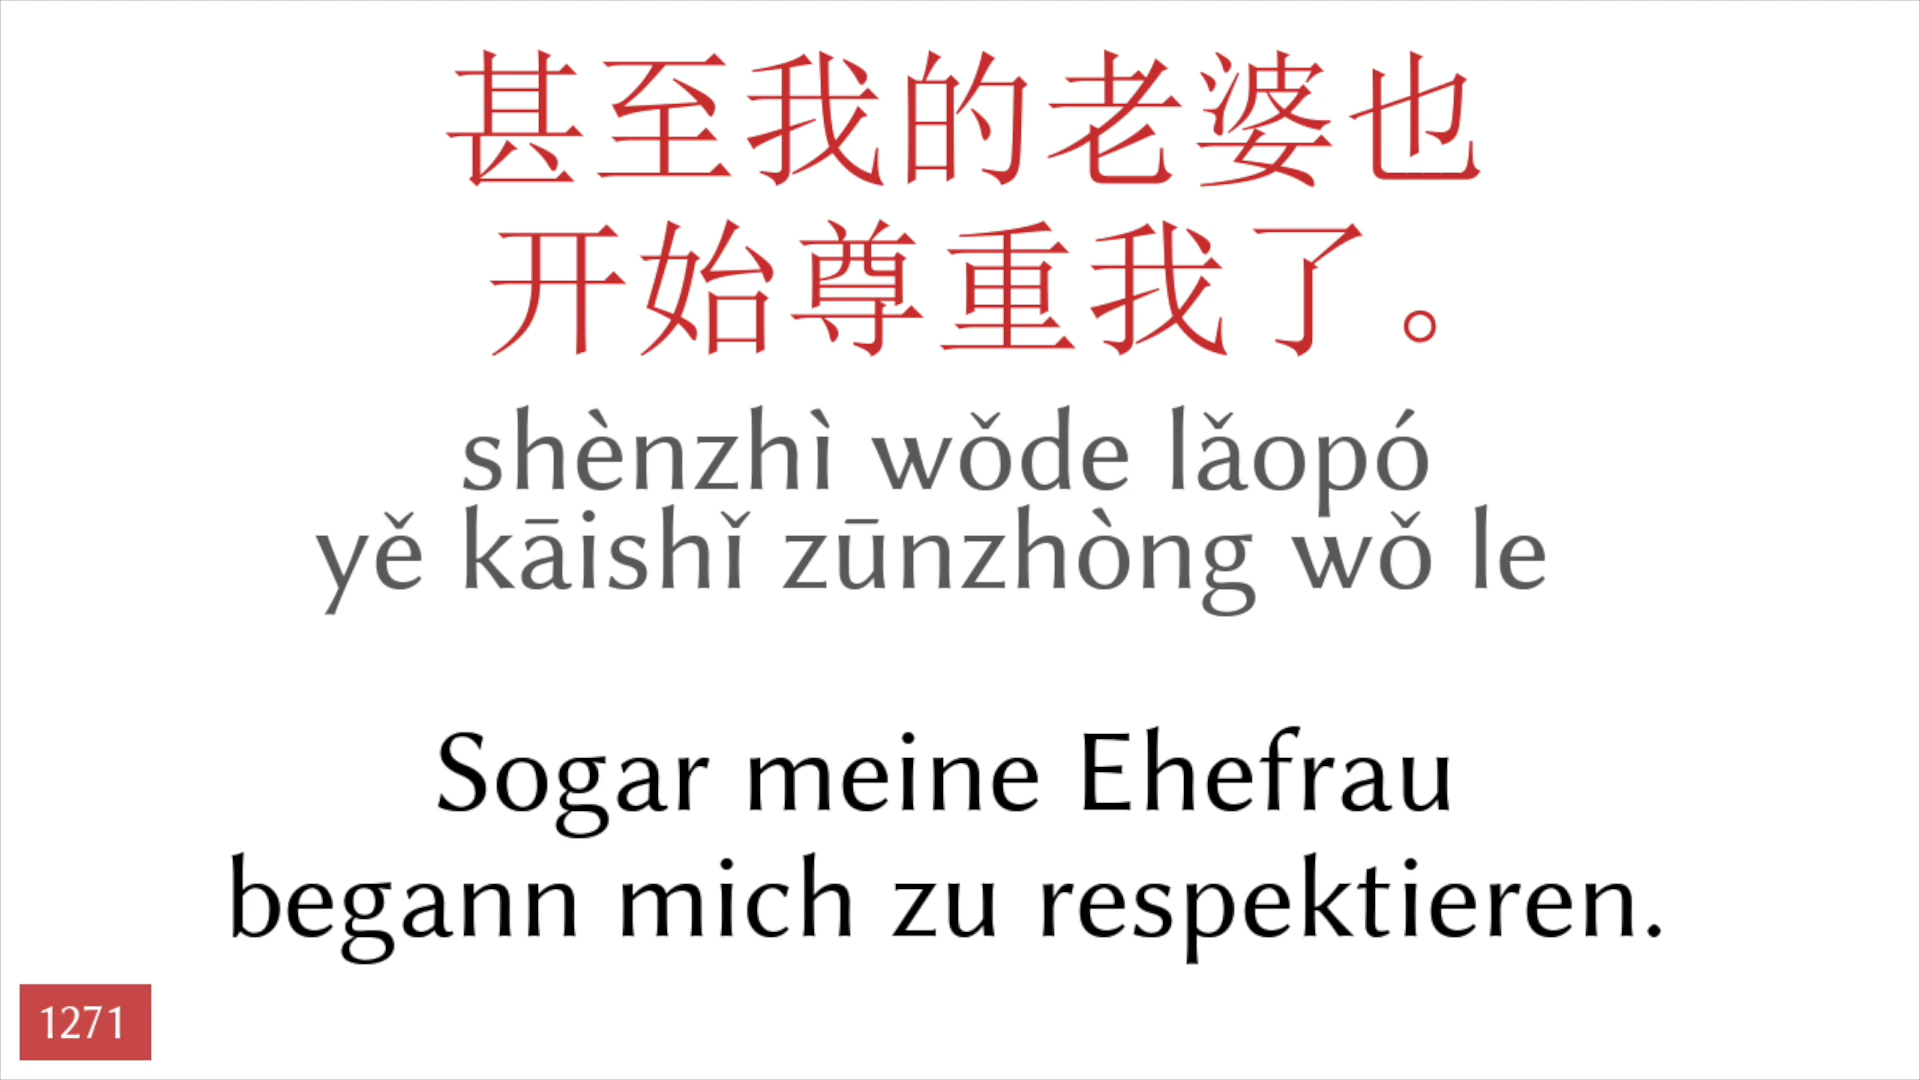 甚至我的老婆也
开始尊重我了。
shènzhì wǒde lǎopó
yě kāishǐ zūnzhòng wǒ le
Sogar meine Ehefrau
begann mich zu respektieren.
1271